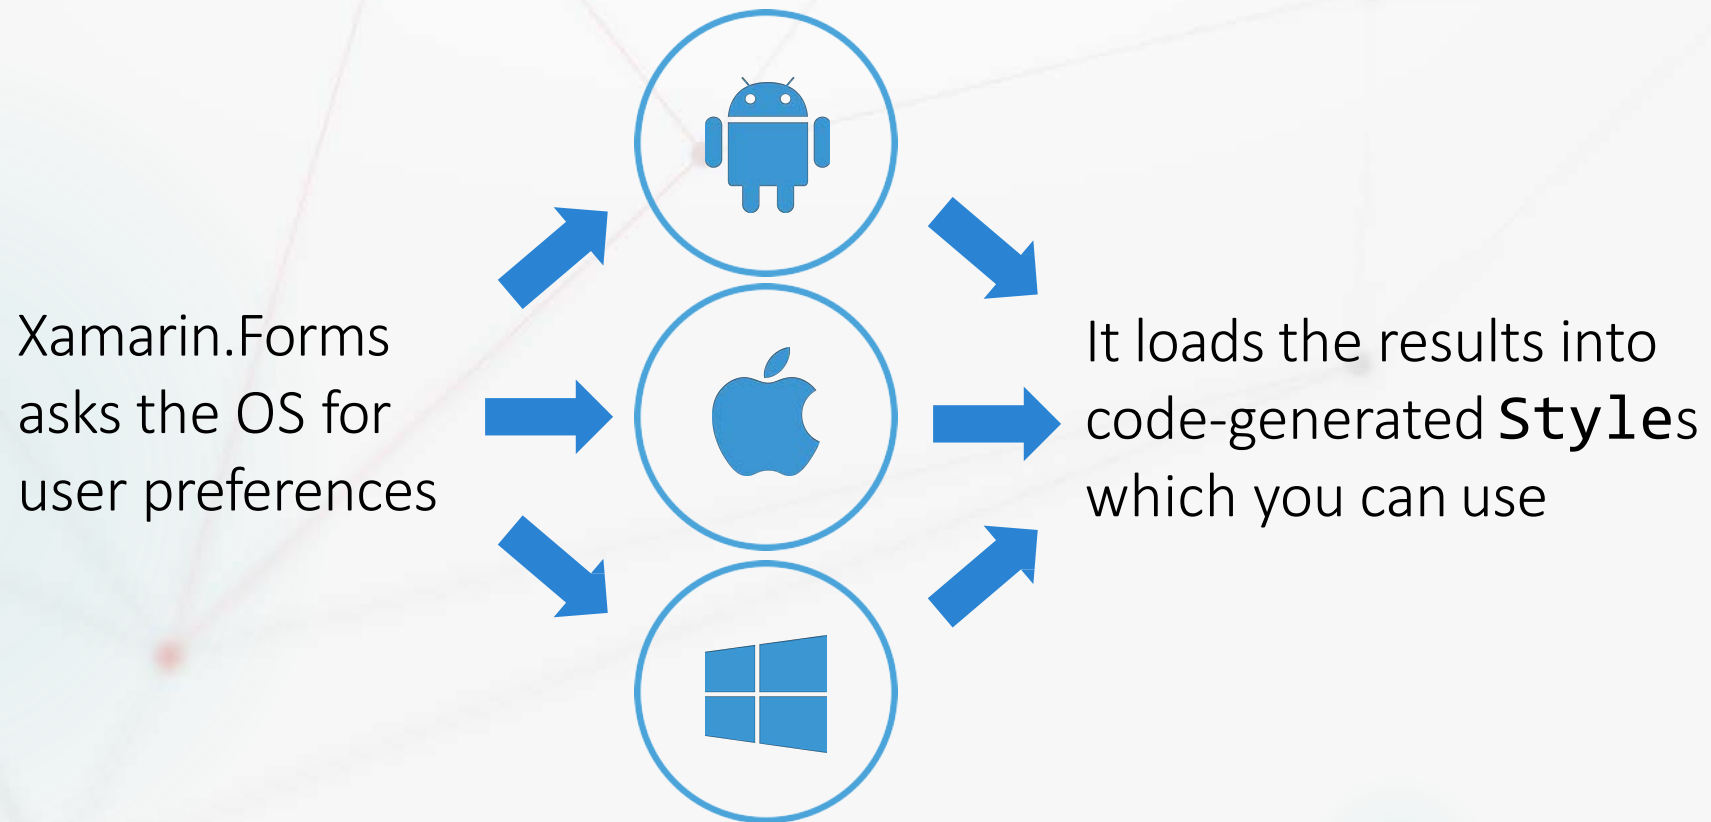 Xamarin.Forms
asks the OS for
user preferences
It loads the results into
code-generated Styles
which you can use